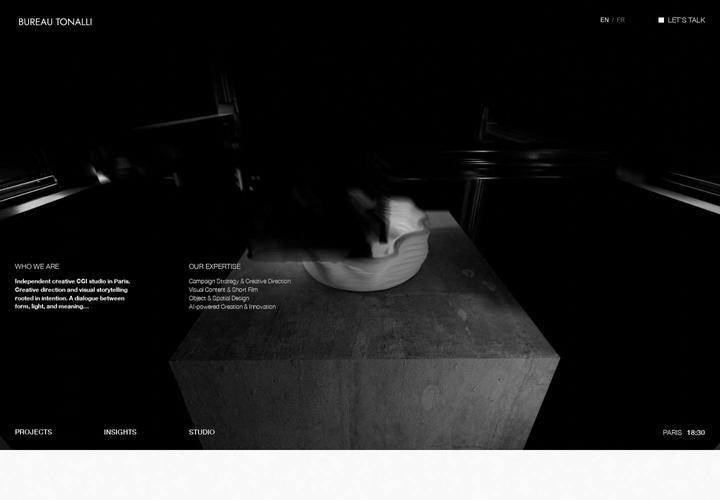 BUREAU TONALLI
EN / FR
LET'S TALK
WHO WE ARE
Independent creative CGI studio in Paris.
Creative direction and visual storytelling
rooted in intention. A dialogue between
form, light, and meaning...
OUR EXPERTISE
Campaign Strategy & Creative Direction
Visual Content & Short Film
Object & Spatial Design
AI-powered Creation & Innovation
PROJECTS
INSIGHTS
STUDIO
PARIS 18:30